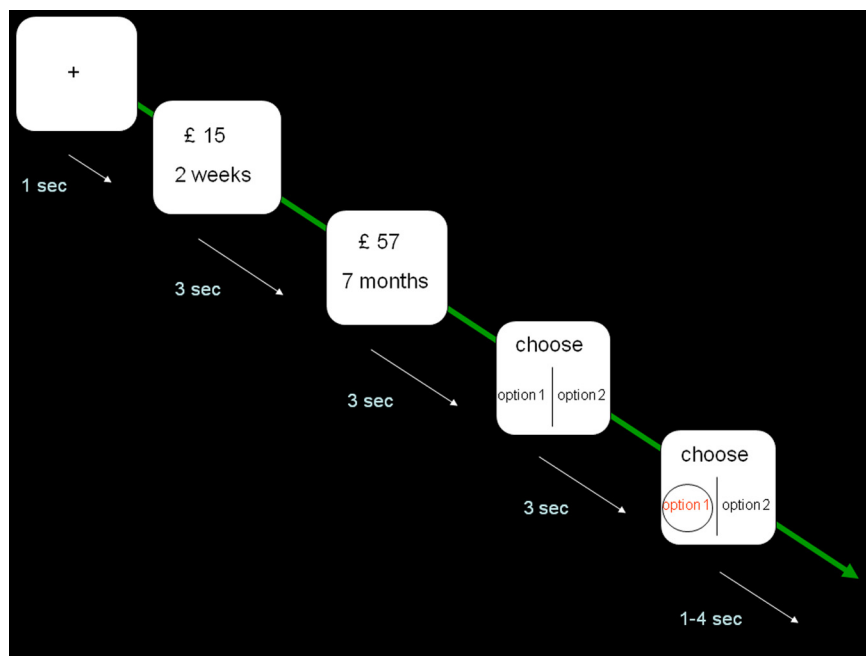 +
£ 15
2 weeks
1 sec
£ 57
7 months
3 sec
choose
option 1 option 2
3 sec
choose
option 1 option 2
3 sec
1-4 sec